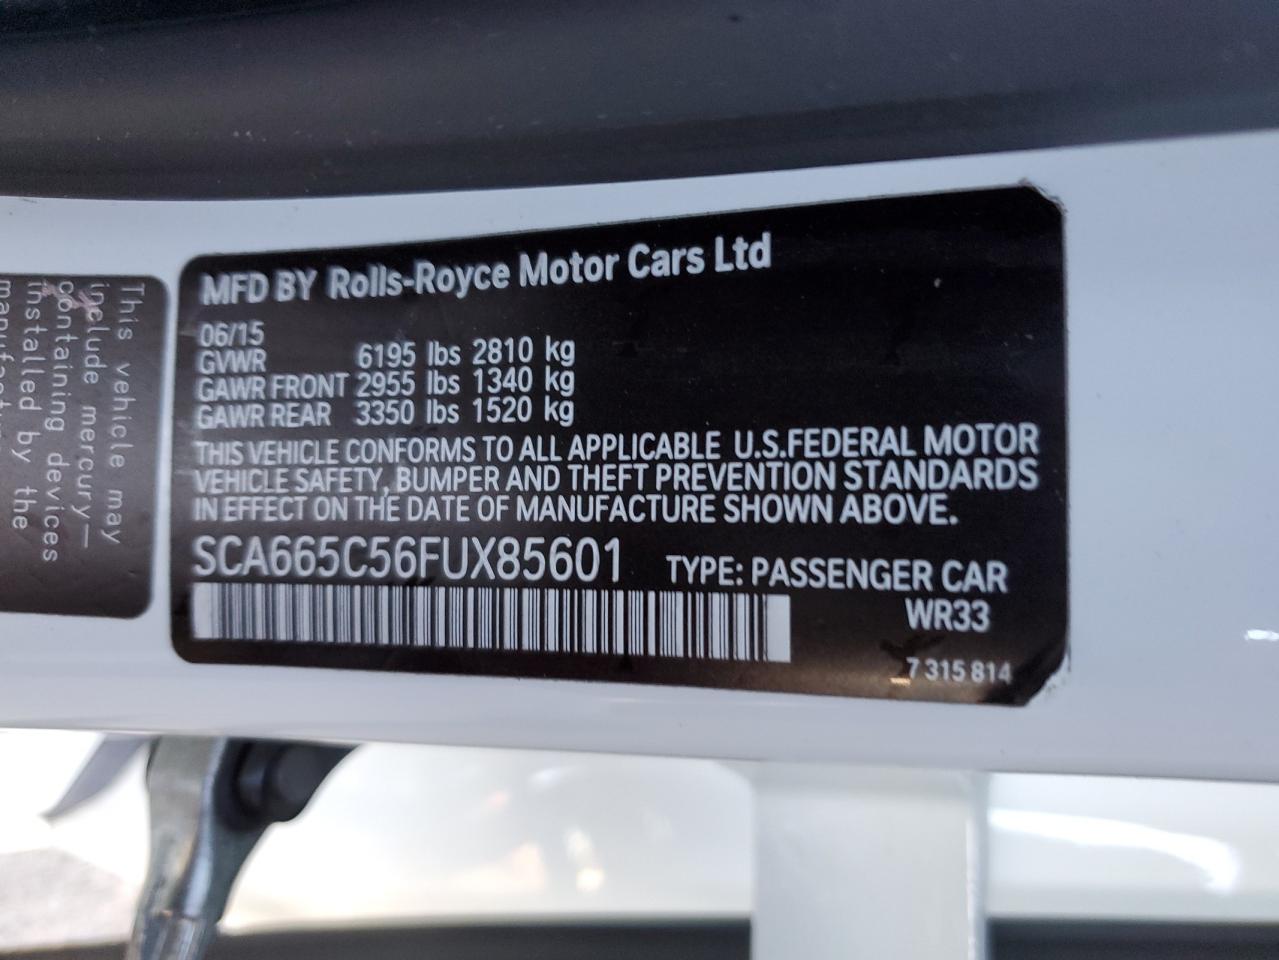 MFD BY Rolls-Royce Motor Cars Ltd
06/15
GVWR 6195 lbs 2810 kg
GAWR FRONT 2955 lbs 1340 kg
GAWR REAR 3350 lbs 1520 kg
THIS VEHICLE CONFORMS TO ALL APPLICABLE U.S.FEDERAL MOTOR
VEHICLE SAFETY, BUMPER AND THEFT PREVENTION STANDARDS
IN EFFECT ON THE DATE OF MANUFACTURE SHOWN ABOVE.
SCA665C56FUX85601 TYPE: PASSENGER CAR
WR33
7 315 814
This vehicle may
include mercury—
containing devices
installed by the